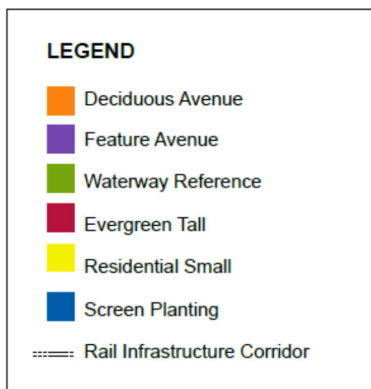 LEGEND
Deciduous Avenue
Feature Avenue
Waterway Reference
Evergreen Tall
Residential Small
Screen Planting
Rail Infrastructure Corridor